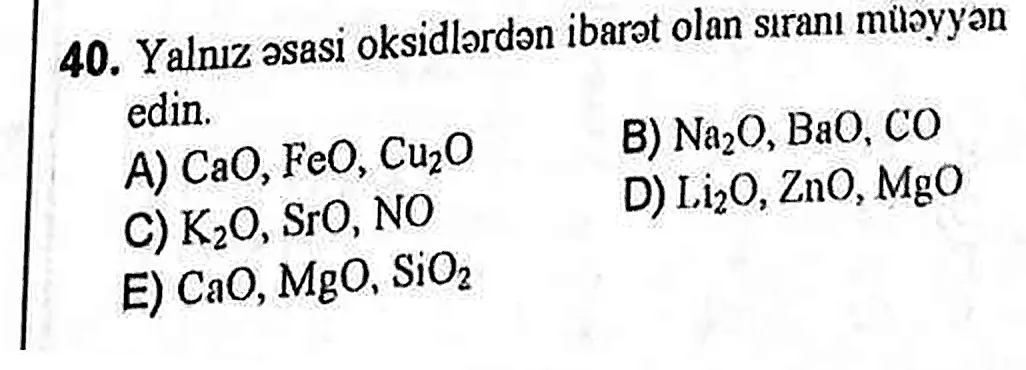 40. Yalnız əsasi oksidlərdən ibarət olan sıranı müəyyən
edin.
A) CaO, FeO, Cu₂O
B) Na₂O, BaO, CO
C) K₂O, SrO, NO
D) Li₂O, ZnO, MgO
E) CaO, MgO, SiO₂